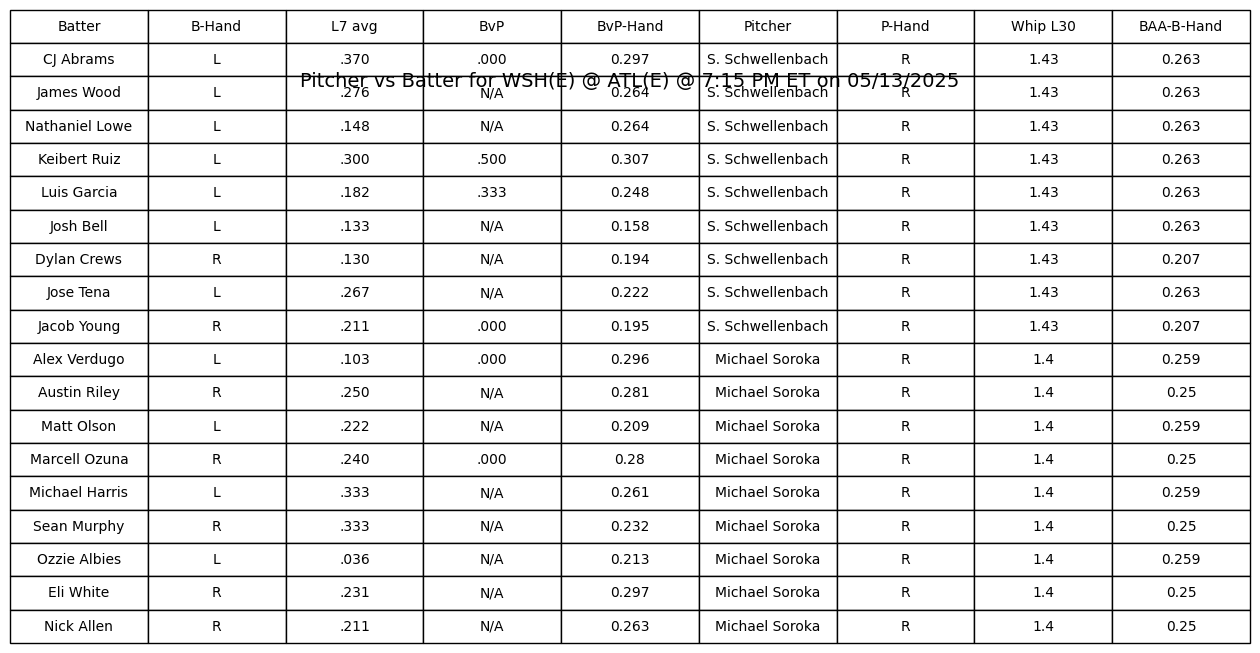 Batter B-Hand L7 avg BvP BvP-Hand Pitcher P-Hand Whip L30 BAA-B-Hand
CJ Abrams L .370 .000 0.297 S. Schwellenbach R 1.43 0.263
Pitcher vs Batter for WSH(E) @ ATL(E) @ 7:15 PM ET on 05/13/2025
James Wood L .276 N/A 0.264 S. Schwellenbach R 1.43 0.263
Nathaniel Lowe L .148 N/A 0.264 S. Schwellenbach R 1.43 0.263
Keibert Ruiz L .300 .500 0.307 S. Schwellenbach R 1.43 0.263
Luis Garcia L .182 .333 0.248 S. Schwellenbach R 1.43 0.263
Josh Bell L .133 N/A 0.158 S. Schwellenbach R 1.43 0.263
Dylan Crews R .130 N/A 0.194 S. Schwellenbach R 1.43 0.207
Jose Tena L .267 N/A 0.222 S. Schwellenbach R 1.43 0.263
Jacob Young R .211 .000 0.195 S. Schwellenbach R 1.43 0.207
Alex Verdugo L .103 .000 0.296 Michael Soroka R 1.4 0.259
Austin Riley R .250 N/A 0.281 Michael Soroka R 1.4 0.25
Matt Olson L .222 N/A 0.209 Michael Soroka R 1.4 0.259
Marcell Ozuna R .240 .000 0.28 Michael Soroka R 1.4 0.25
Michael Harris L .333 N/A 0.261 Michael Soroka R 1.4 0.259
Sean Murphy R .333 N/A 0.232 Michael Soroka R 1.4 0.25
Ozzie Albies L .036 N/A 0.213 Michael Soroka R 1.4 0.259
Eli White R .231 N/A 0.297 Michael Soroka R 1.4 0.25
Nick Allen R .211 N/A 0.263 Michael Soroka R 1.4 0.25